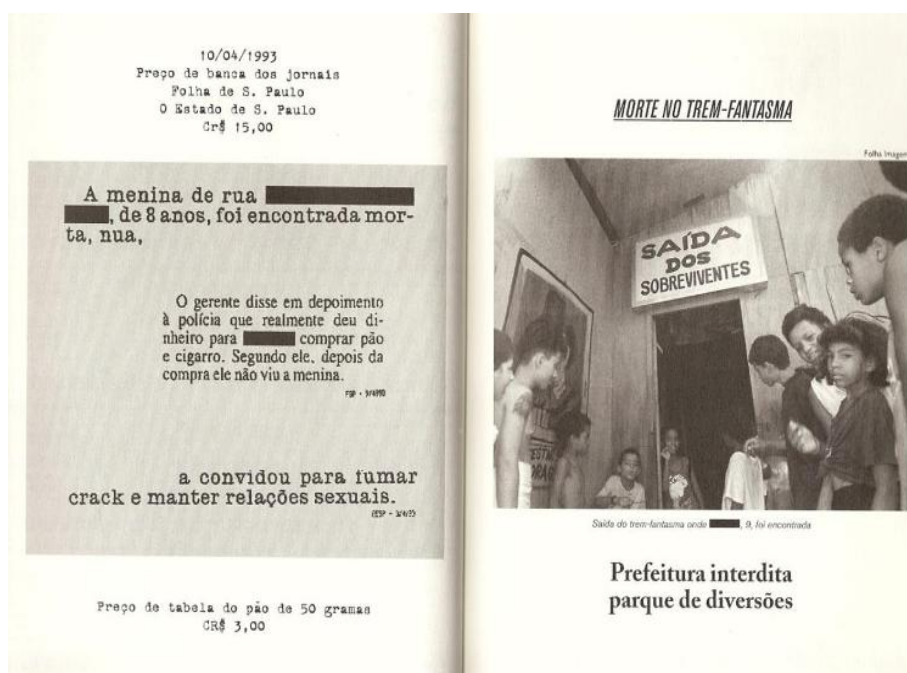 10/04/1993
Preço de banca dos jornais
Folha de S. Paulo
O Estado de S. Paulo
Cr$ 15,00
A menina de rua
, de 8 anos, foi encontrada mor-
ta, nua,
O gerente disse em depoimento
à polícia que realmente deu di-
nheiro para comprar pão
e cigarro. Segundo ele, depois da
compra ele não viu a menina.
a convidou para fumar
crack e manter relações sexuais.
Preço de tabela do pão de 50 gramas
CR$ 3,00
MORTE NO TREM-FANTASMA
Folha Imagem
SAÍDA
DOS
SOBREVIVENTES
Saída do trem-fantasma onde , 9, foi encontrada
Prefeitura interdita
parque de diversões